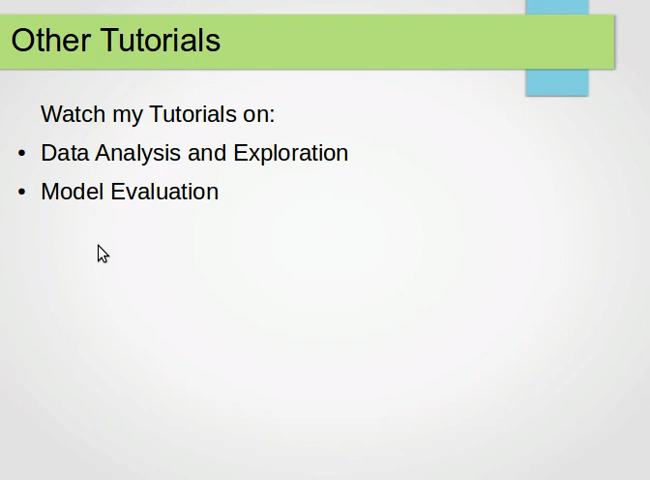 Other Tutorials
Watch my Tutorials on:
• Data Analysis and Exploration
• Model Evaluation